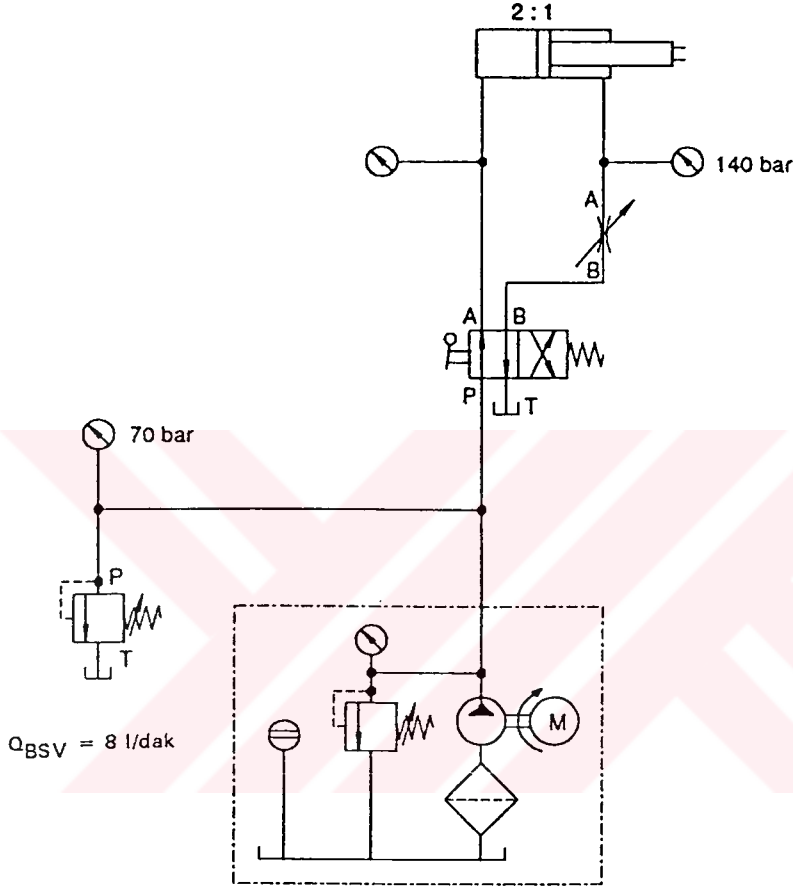 2 : 1
140 bar
A
B
A B
P T
70 bar
P
T
M
Q_BSV = 8 l/dak